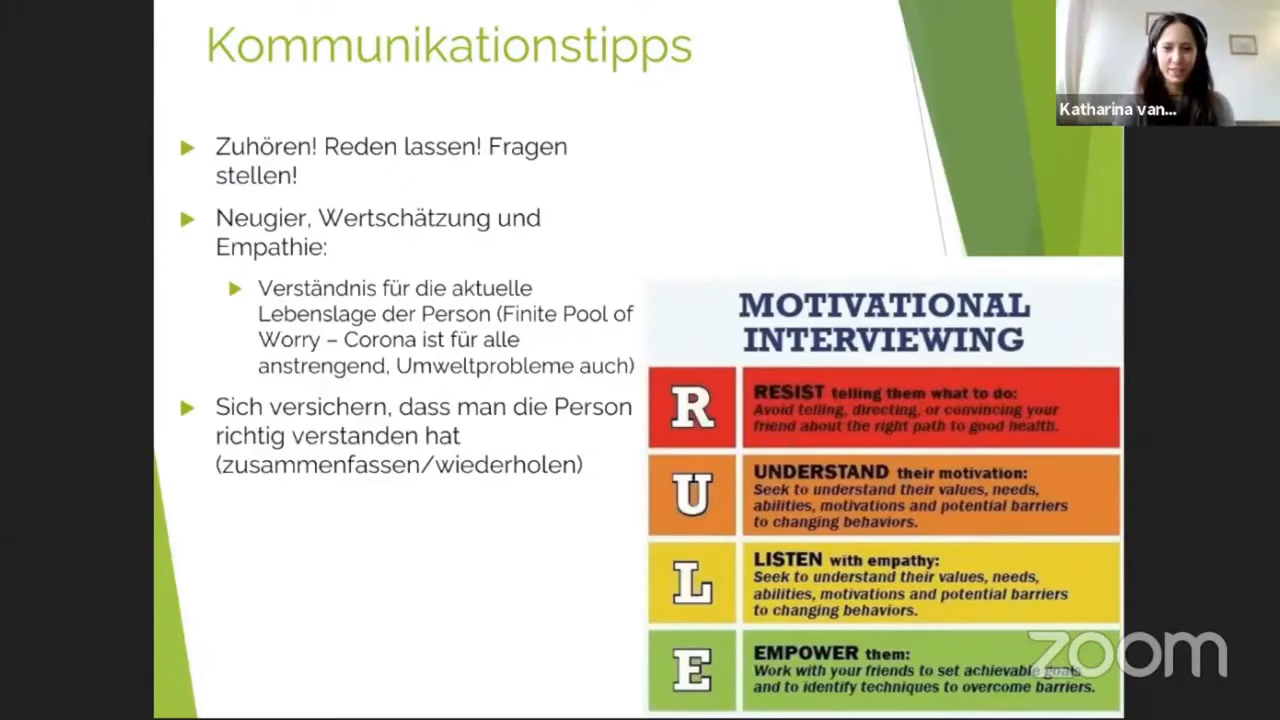 Kommunikationstipps
Katharina van...
Zuhören! Reden lassen! Fragen
stellen!
Neugier, Wertschätzung und
Empathie:
Verständnis für die aktuelle
Lebenslage der Person (Finite Pool of
Worry – Corona ist für alle
anstrengend, Umweltprobleme auch)
Sich versichern, dass man die Person
richtig verstanden hat
(zusammenfassen/wiederholen)
MOTIVATIONAL
INTERVIEWING
R
RESIST telling them what to do:
Avoid telling, directing, or convincing your
friend about the right path to good health.
U
UNDERSTAND their motivation:
Seek to understand their values, needs,
abilities, motivations and potential barriers
to changing behaviors.
L
LISTEN with empathy:
Seek to understand their values, needs,
abilities, motivations and potential barriers
to changing behaviors.
E
EMPOWER them:
Work with your friends to set achievable goals
and to identify techniques to overcome barriers.
zoom